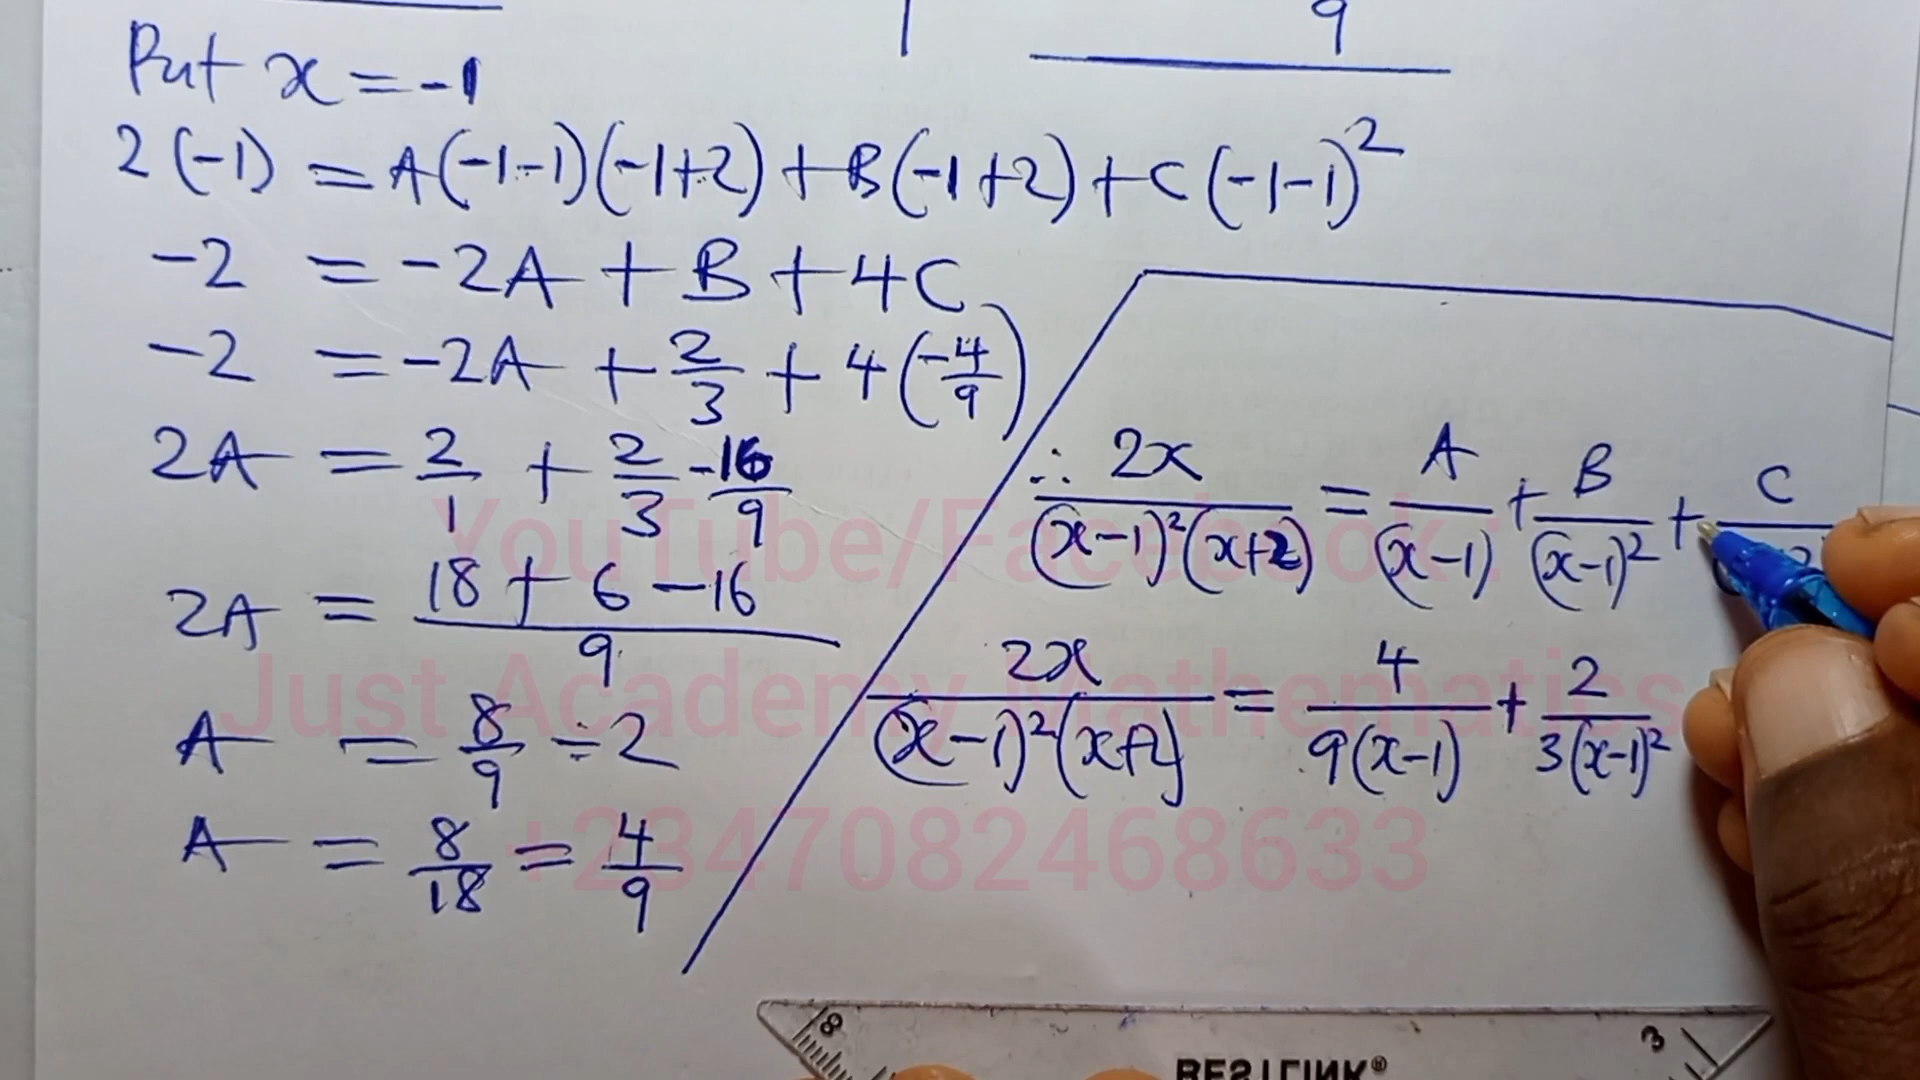 9
Put x = -1
2(-1) = A(-1-1)(-1+2) + B(-1+2) + C(-1-1)²
-2 = -2A + B + 4C
-2 = -2A + 2/3 + 4(-4/9)
2A = 2/1 + 2/3 - 16/9
2A = (18 + 6 - 16)/9
A = 8/9 ÷ 2
A = 8/18 = 4/9
∴ 2x/((x-1)²(x+2)) = A/(x-1) + B/(x-1)² + C
2x/((x-1)²(x+2)) = 4/(9(x-1)) + 2/(3(x-1)²)
YouTube/Facebook :
Just Academy Mathematics
+2347082468633
8
3
BESTLINK®